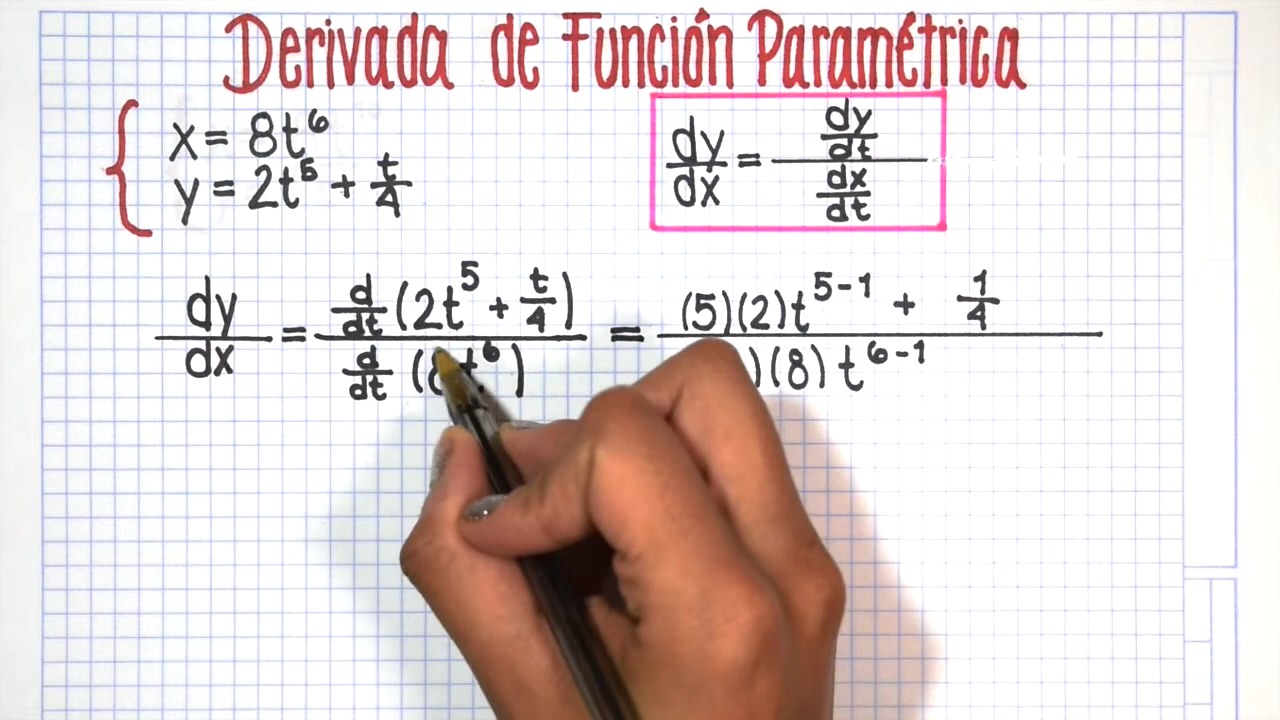 Derivada de Función Paramétrica
x = 8t⁶
y = 2t⁵ + t/4
dy/dx = (dy/dt)/(dx/dt)
dy/dx = (d/dt (2t⁵ + t/4))/(d/dt (8t⁶)) = ((5)(2)t⁵⁻¹ + 1/4)/( )(8) t⁶⁻¹